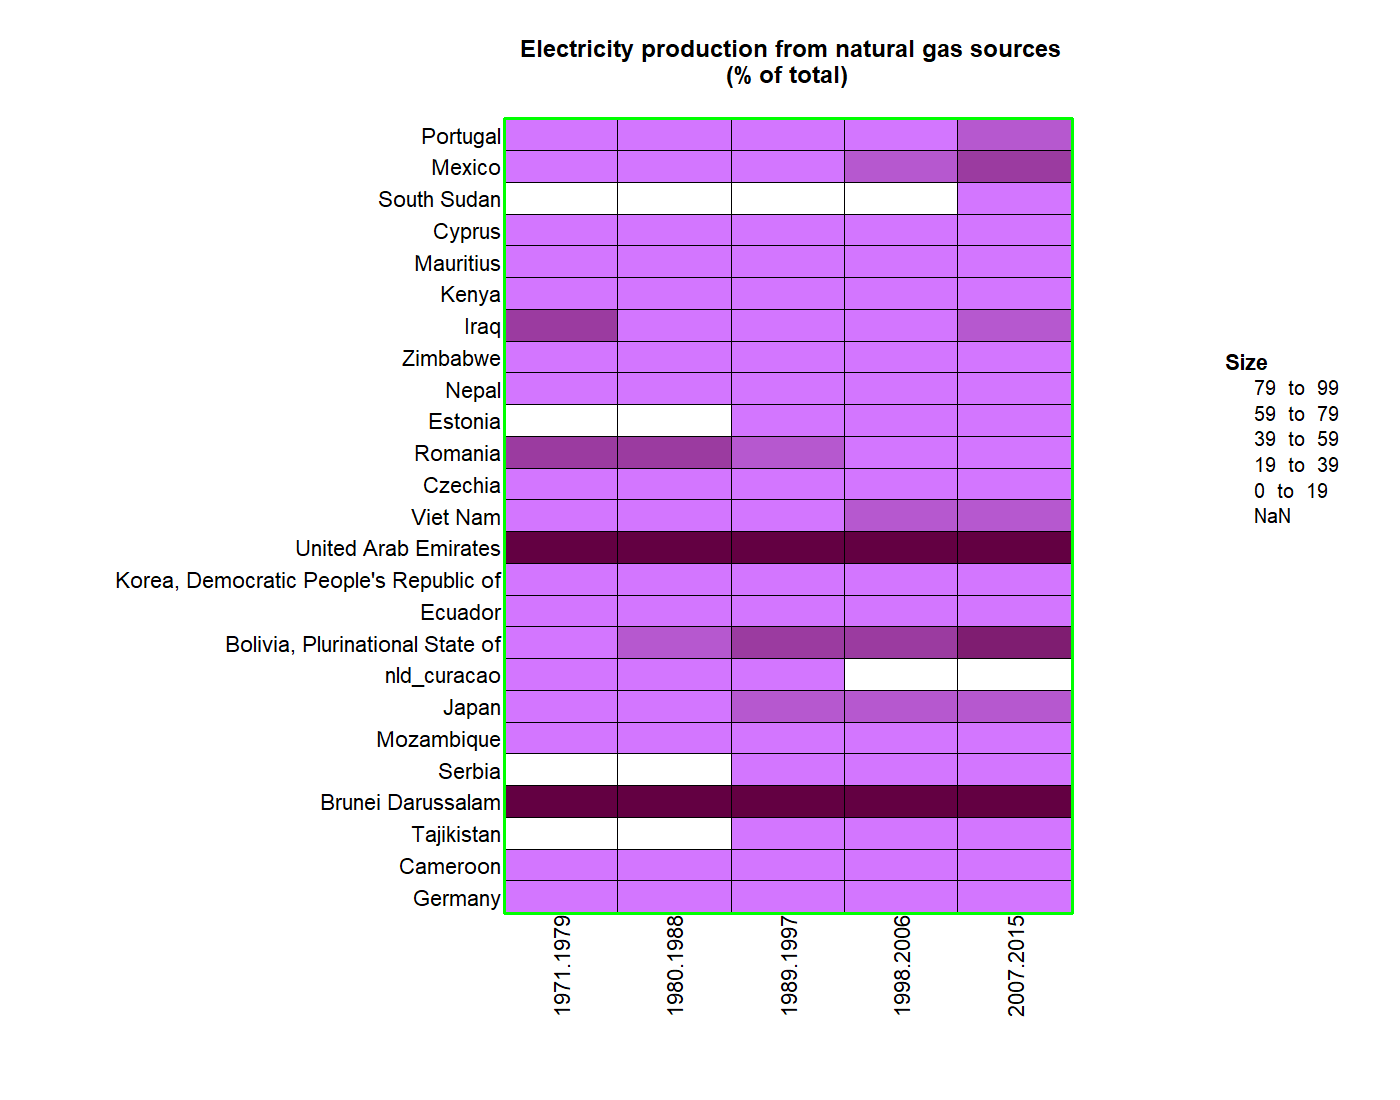 Electricity production from natural gas sources
(% of total)
Portugal
Mexico
South Sudan
Cyprus
Mauritius
Kenya
Iraq
Zimbabwe
Nepal
Estonia
Romania
Czechia
Viet Nam
United Arab Emirates
Korea, Democratic People's Republic of
Ecuador
Bolivia, Plurinational State of
nld_curacao
Japan
Mozambique
Serbia
Brunei Darussalam
Tajikistan
Cameroon
Germany
1971.1979
1980.1988
1989.1997
1998.2006
2007.2015
Size
79 to 99
59 to 79
39 to 59
19 to 39
0 to 19
NaN